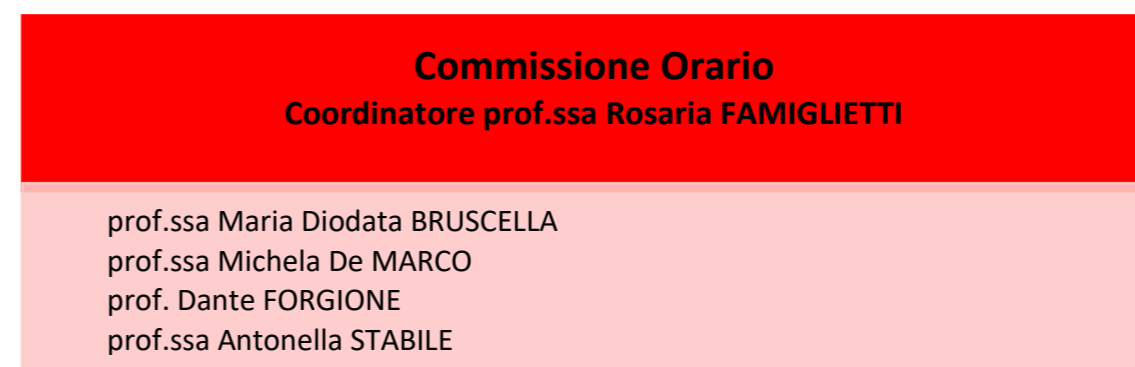 Commissione Orario
Coordinatore prof.ssa Rosaria FAMIGLIETTI
prof.ssa Maria Diodata BRUSCELLA
prof.ssa Michela De MARCO
prof. Dante FORGIONE
prof.ssa Antonella STABILE